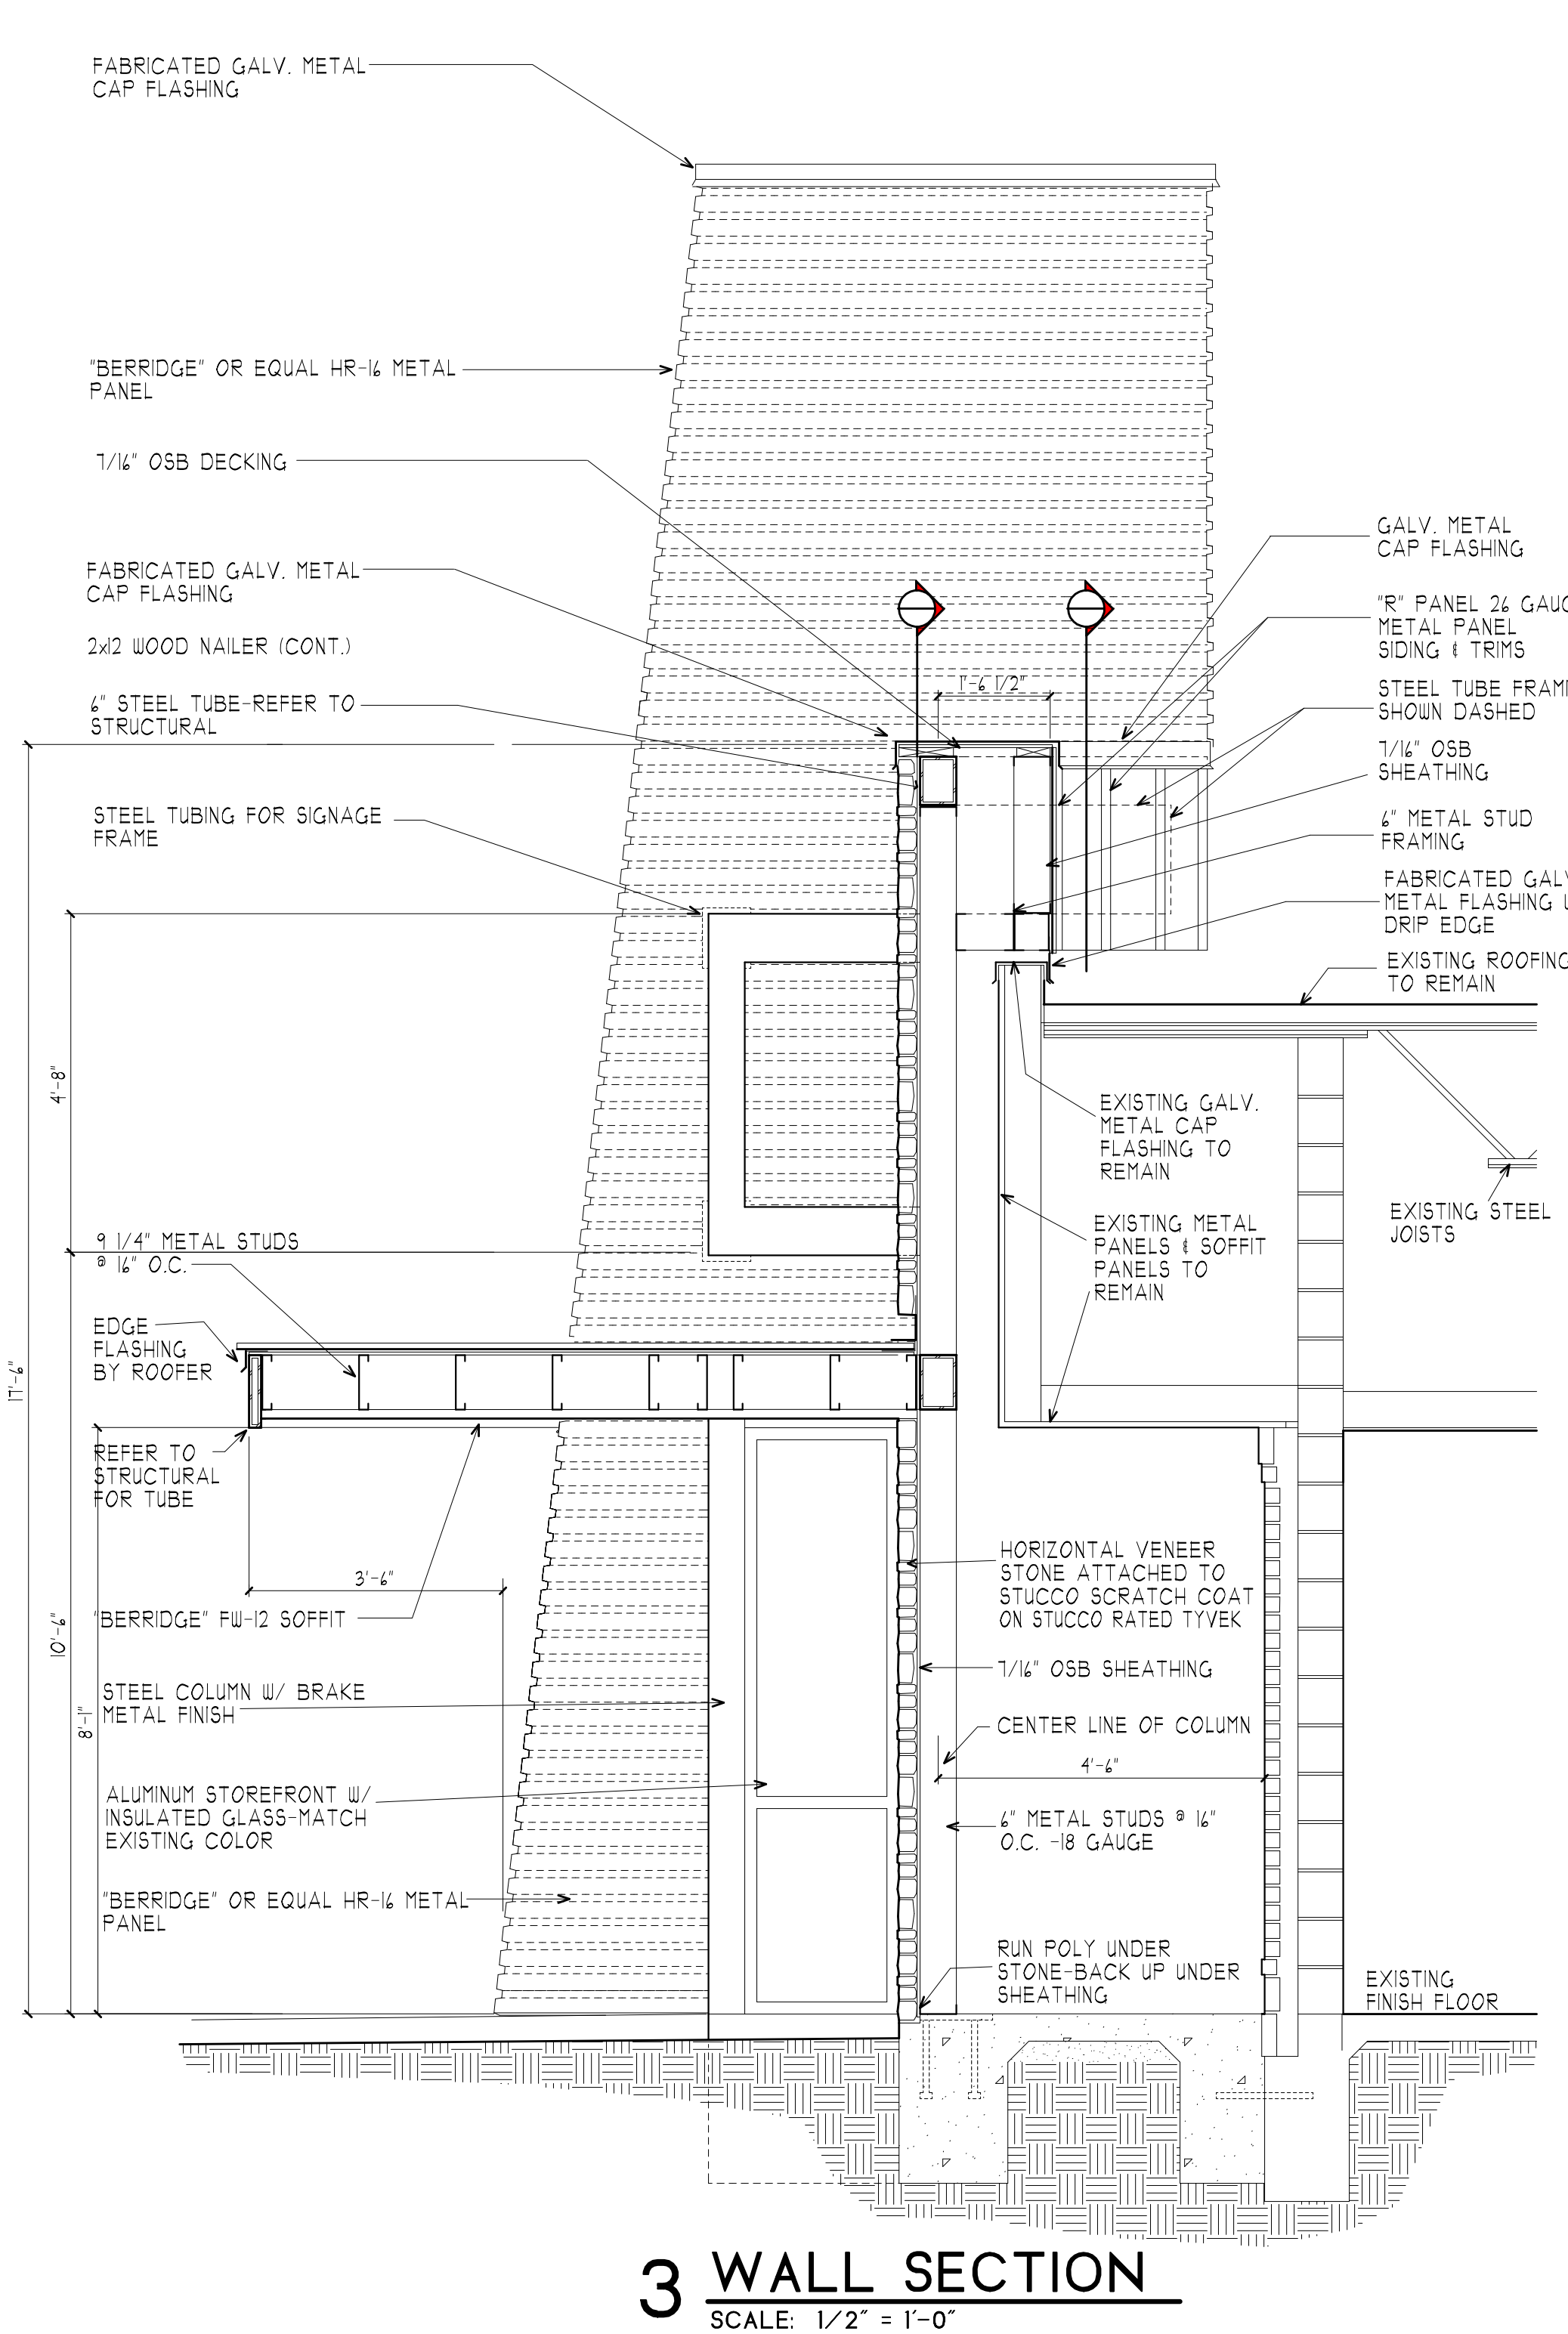 FABRICATED GALV. METAL
CAP FLASHING
"BERRIDGE" OR EQUAL HR-16 METAL
PANEL
7/16" OSB DECKING
FABRICATED GALV. METAL
CAP FLASHING
2x12 WOOD NAILER (CONT.)
6" STEEL TUBE-REFER TO
STRUCTURAL
STEEL TUBING FOR SIGNAGE
FRAME
1'-6 1/2"
GALV. METAL
CAP FLASHING
"R" PANEL 26
METAL PANEL
SIDING & TRIMS
STEEL TUBE
SHOWN DASHED
7/16" OSB
SHEATHING
6" METAL STUD
FRAMING
FABRICATED
METAL FLASHING
DRIP EDGE
EXISTING ROOFING
TO REMAIN
4'-8"
EXISTING GALV.
METAL CAP
FLASHING TO
REMAIN
EXISTING METAL
PANELS & SOFFIT
PANELS TO
REMAIN
EXISTING STEEL
JOISTS
9 1/4" METAL STUDS
@ 16" O.C.
EDGE
FLASHING
BY ROOFER
17'-6"
REFER TO
STRUCTURAL
FOR TUBE
3'-6"
"BERRIDGE" FW-12 SOFFIT
10'-6"
8'-1"
STEEL COLUMN W/ BRAKE
METAL FINISH
ALUMINUM STOREFRONT W/
INSULATED GLASS-MATCH
EXISTING COLOR
"BERRIDGE" OR EQUAL HR-16 METAL
PANEL
HORIZONTAL VENEER
STONE ATTACHED TO
STUCCO SCRATCH COAT
ON STUCCO RATED TYVEK
7/16" OSB SHEATHING
CENTER LINE OF COLUMN
4'-6"
6" METAL STUDS @ 16"
O.C. -18 GAUGE
RUN POLY UNDER
STONE-BACK UP UNDER
SHEATHING
EXISTING
FINISH FLOOR
3 WALL SECTION
SCALE: 1/2" = 1'-0"